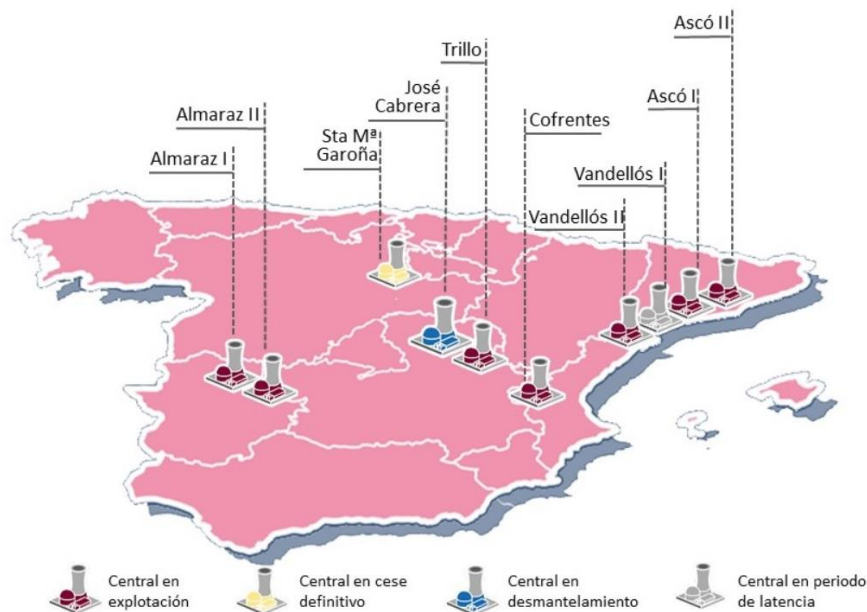 Ascó II
Trillo
José
Cabrera
Ascó I
Almaraz II
Cofrentes
Sta Mª
Garoña
Almaraz I
Vandellós I
Vandellós II
Central en
explotación
Central en cese
definitivo
Central en
desmantelamiento
Central en periodo
de latencia